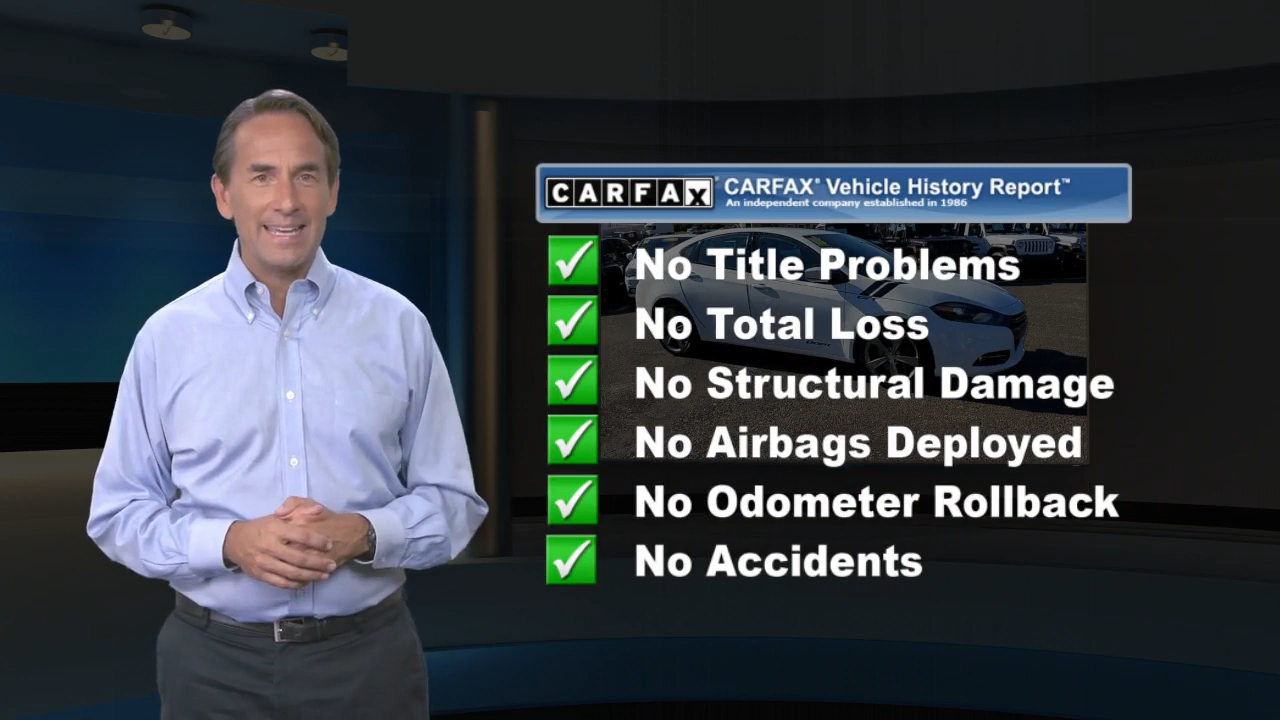 CARFAX
CARFAX® Vehicle History Report™
An independent company established in 1986
No Title Problems
No Total Loss
No Structural Damage
No Airbags Deployed
No Odometer Rollback
No Accidents